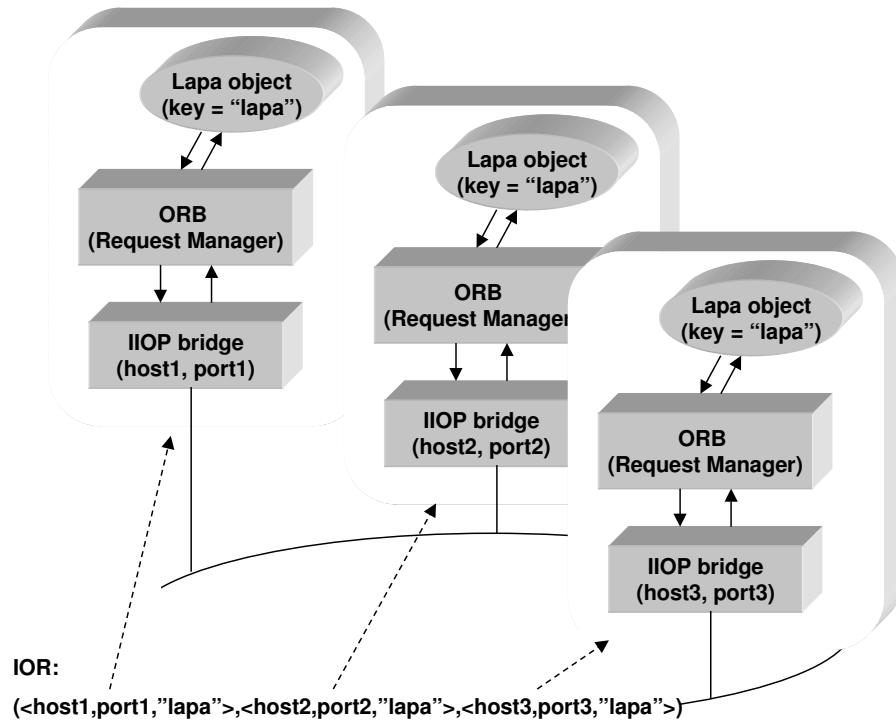 Lapa object
(key = “lapa”)
ORB
(Request Manager)
IIOP bridge
(host1, port1)
Lapa object
(key = “lapa”)
ORB
(Request Manager
IIOP bridge
(host2, port2)
Lapa object
(key = “lapa”)
ORB
(Request Manager)
IIOP bridge
(host3, port3)
IOR:
(<host1,port1,”lapa”>,<host2,port2,”lapa”>,<host3,port3,”lapa”>)